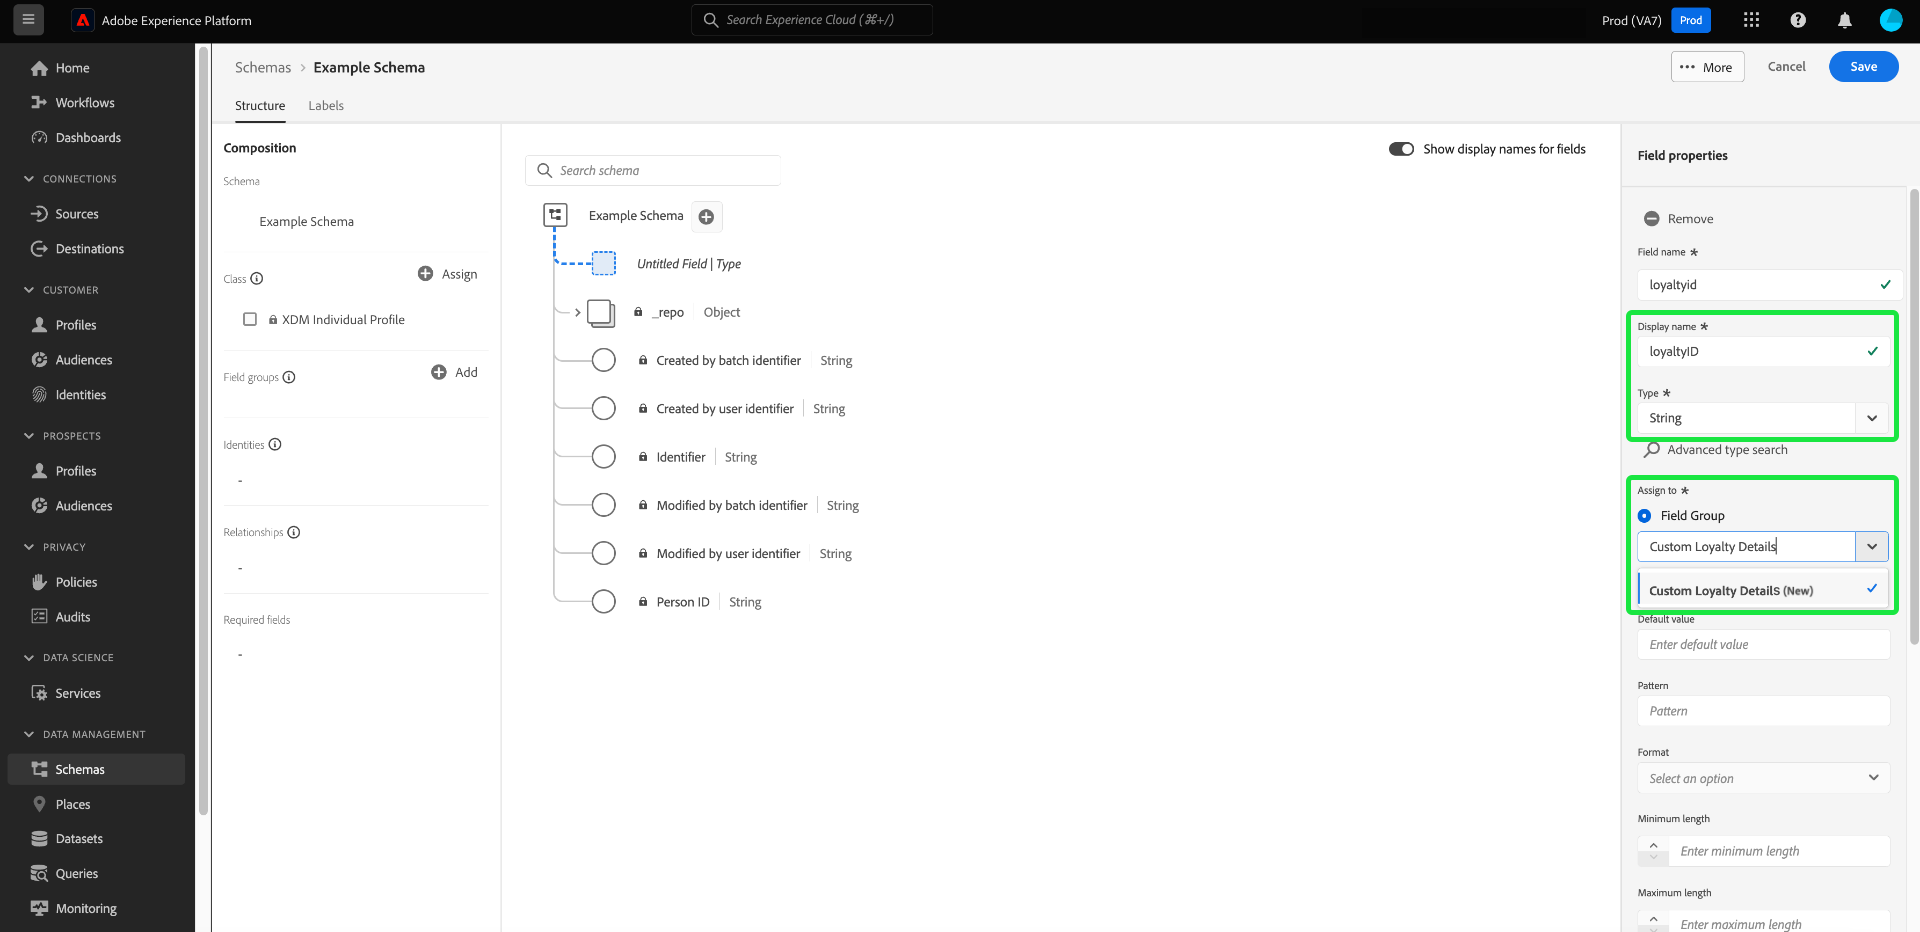 Adobe Experience Platform
Search Experience Cloud (⌘+/)
Prod (VA7)
Prod
Home
Workflows
Dashboards
CONNECTIONS
Sources
Destinations
CUSTOMER
Profiles
Audiences
Identities
PROSPECTS
Profiles
Audiences
PRIVACY
Policies
Audits
DATA SCIENCE
Services
DATA MANAGEMENT
Schemas
Places
Datasets
Queries
Monitoring
Schemas > Example Schema
••• More
Cancel
Save
Structure
Labels
Composition
Schema
Example Schema
Class
Assign
XDM Individual Profile
Field groups
Add
Identities
-
Relationships
-
Required fields
-
Search schema
Show display names for fields
Example Schema
Untitled Field | Type
_repo Object
Created by batch identifier String
Created by user identifier String
Identifier String
Modified by batch identifier String
Modified by user identifier String
Person ID String
Field properties
Remove
Field name *
loyaltyid
Display name *
loyaltyID
Type *
String
Advanced type search
Assign to *
Field Group
Custom Loyalty Details
Custom Loyalty Details (New)
Default value
Enter default value
Pattern
Pattern
Format
Select an option
Minimum length
Enter minimum length
Maximum length
Enter maximum length